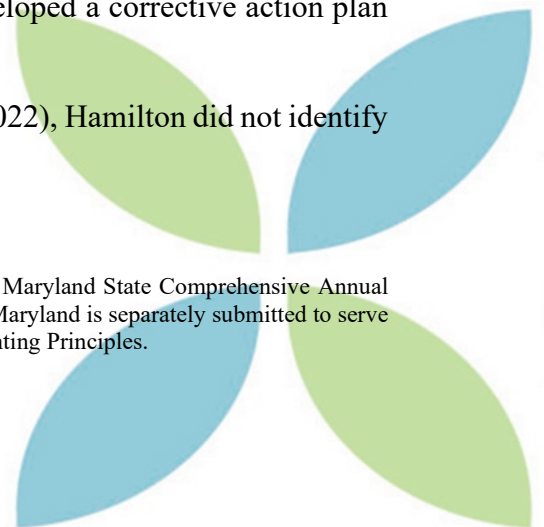 eloped a corrective action plan
022), Hamilton did not identify
Maryland State Comprehensive Annual
Maryland is separately submitted to serve
nting Principles.